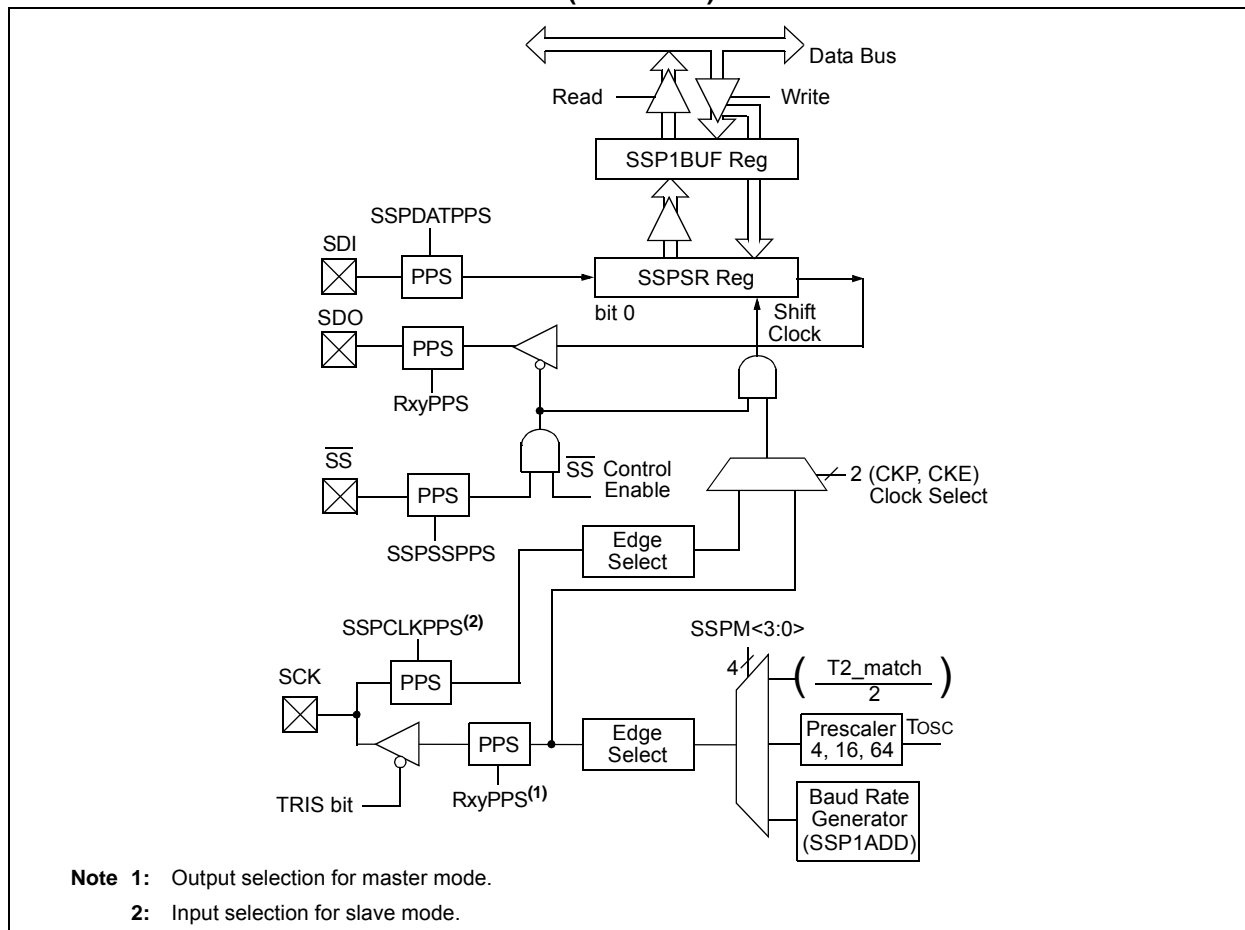 Data Bus
Read
Write
SSP1BUF Reg
SSPDATPPS
SDI
PPS
SSPSR Reg
bit 0
Shift
Clock
SDO
PPS
RxyPPS
SS
PPS
SSPSSPPS
SS Control
Enable
2 (CKP, CKE)
Clock Select
Edge
Select
SSPCLKPPS(2)
SCK
PPS
SSPM<3:0>
4
( T2_match )
2
Prescaler
4, 16, 64
TOSC
Edge
Select
PPS
RxyPPS(1)
TRIS bit
Baud Rate
Generator
(SSP1ADD)
Note 1: Output selection for master mode.
2: Input selection for slave mode.